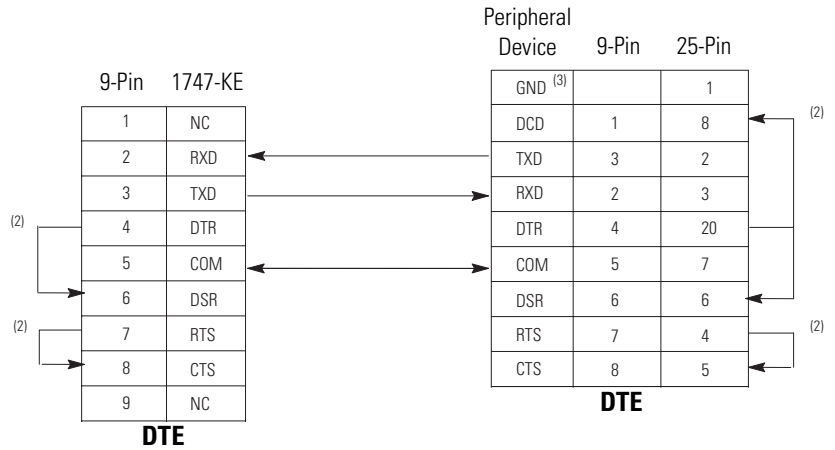 Peripheral
Device 9-Pin 25-Pin
9-Pin 1747-KE
GND (3) 1
DCD 1 8
TXD 3 2
RXD 2 3
DTR 4 20
COM 5 7
DSR 6 6
RTS 7 4
CTS 8 5
DTE
(2)
(2)
1 NC
2 RXD
3 TXD
4 DTR
5 COM
6 DSR
7 RTS
8 CTS
9 NC
DTE
(2)
(2)